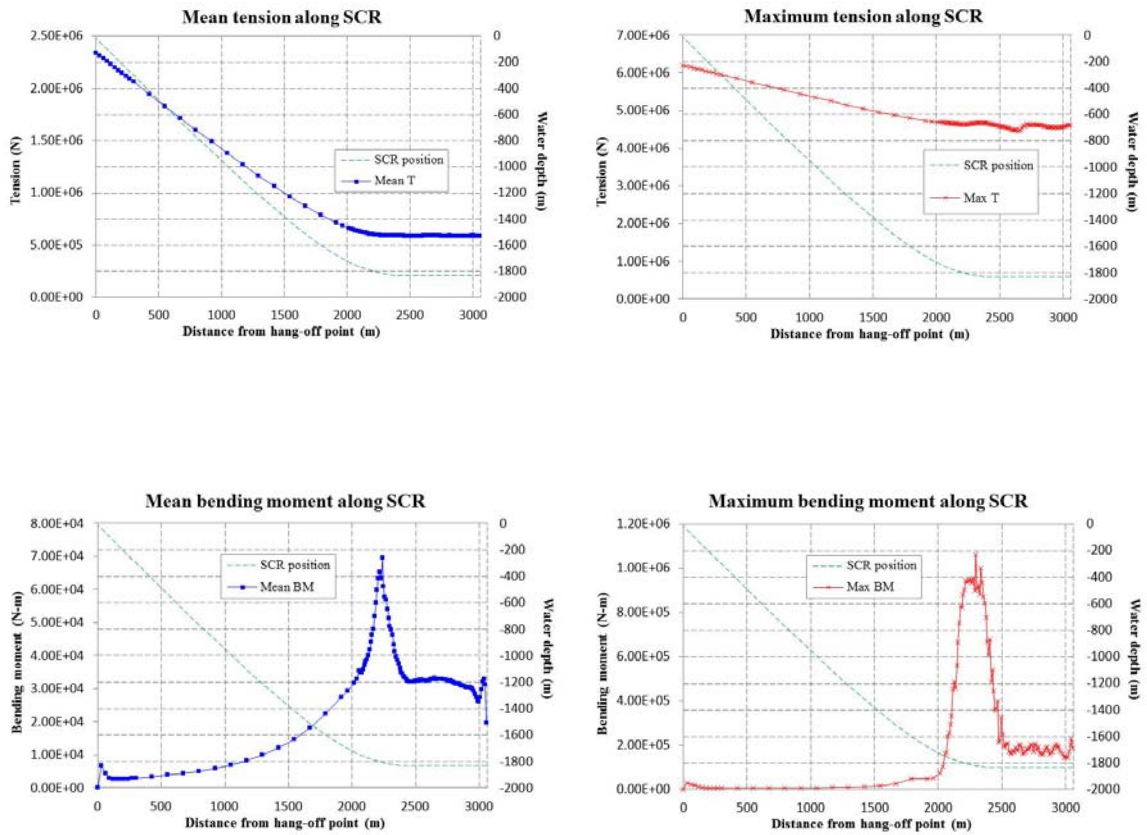 Mean tension along SCR
2.50E+06
2.00E+06
1.50E+06
1.00E+06
5.00E+05
0.00E+00
Tension (N)
0
-200
-400
-600
-800
-1000
-1200
-1400
-1600
-1800
-2000
Water depth (m)
SCR position
Mean T
0 500 1000 1500 2000 2500 3000
Distance from hang-off point (m)
Maximum tension along SCR
7.00E+06
6.00E+06
5.00E+06
4.00E+06
3.00E+06
2.00E+06
1.00E+06
0.00E+00
Tension (N)
0
-200
-400
-600
-800
-1000
-1200
-1400
-1600
-1800
-2000
Water depth (m)
SCR position
Max T
0 500 1000 1500 2000 2500 3000
Distance from hang-off point (m)
Mean bending moment along SCR
8.00E+04
7.00E+04
6.00E+04
5.00E+04
4.00E+04
3.00E+04
2.00E+04
1.00E+04
0.00E+00
Bending moment (N-m)
0
-200
-400
-600
-800
-1000
-1200
-1400
-1600
-1800
-2000
Water depth (m)
SCR position
Mean BM
0 500 1000 1500 2000 2500 3000
Distance from hang-off point (m)
Maximum bending moment along SCR
1.20E+06
1.00E+06
8.00E+05
6.00E+05
4.00E+05
2.00E+05
0.00E+00
Bending moment (N-m)
0
-200
-400
-600
-800
-1000
-1200
-1400
-1600
-1800
-2000
Water depth (m)
SCR position
Max BM
0 500 1000 1500 2000 2500 3000
Distance from hang-off point (m)